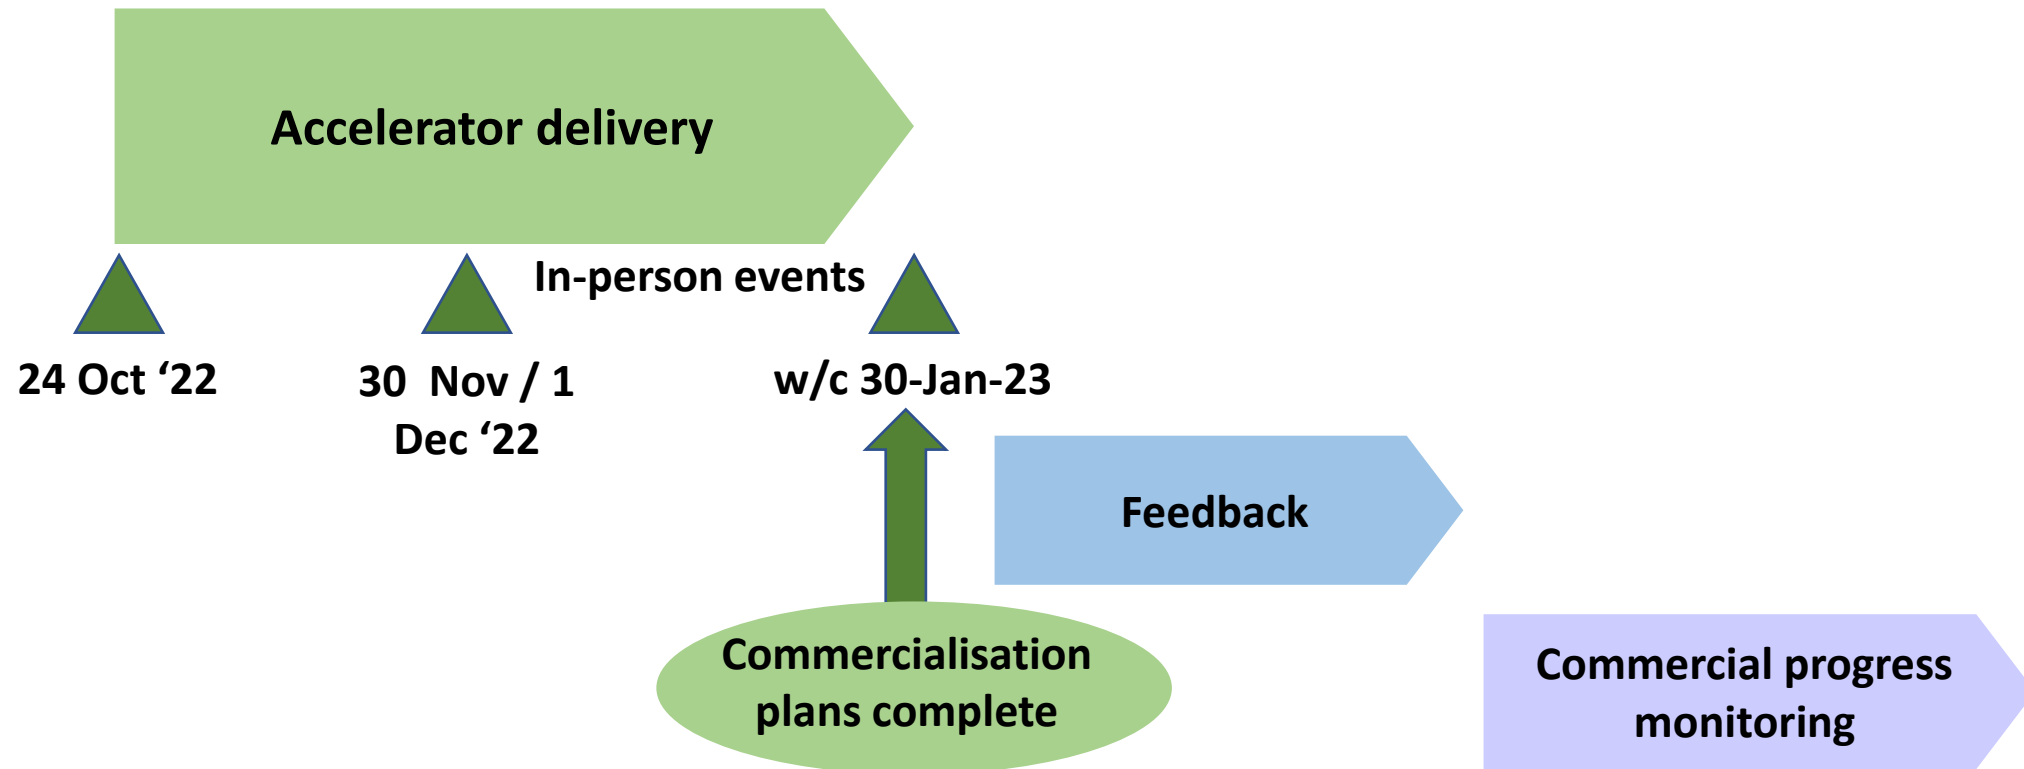 Accelerator delivery
In-person events
24 Oct ‘22
30  Nov / 1
Dec ‘22
w/c 30-Jan-23
Feedback
Commercialisation
plans complete
Commercial progress
monitoring